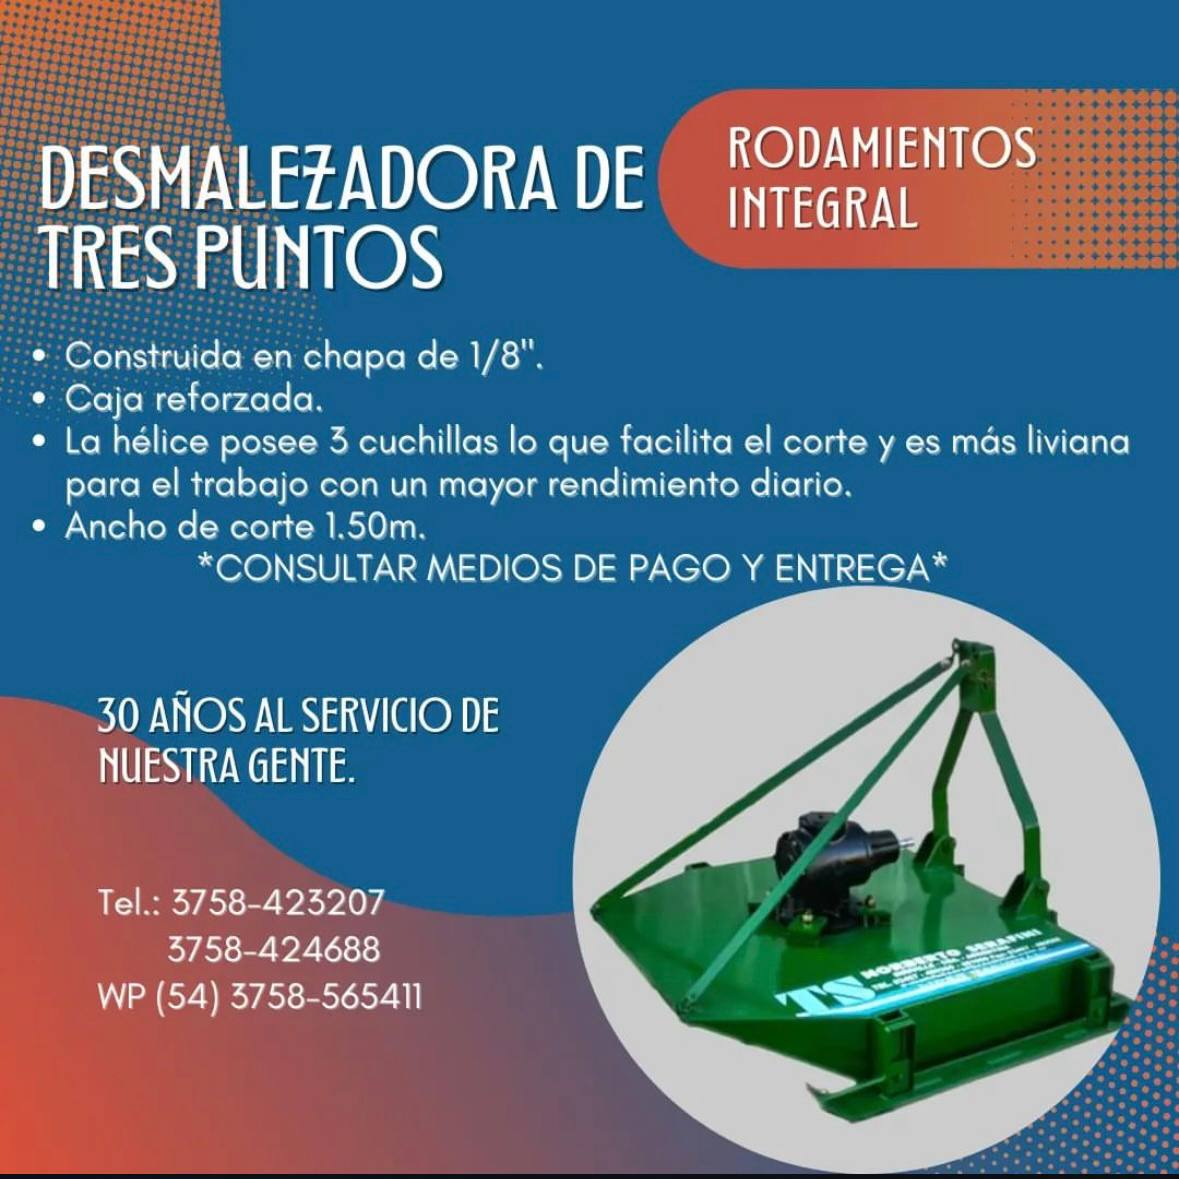 DESMALEZADORA DE
TRES PUNTOS
RODAMIENTOS
INTEGRAL
• Construida en chapa de 1/8".
• Caja reforzada.
• La hélice posee 3 cuchillas lo que facilita el corte y es más liviana
para el trabajo con un mayor rendimiento diario.
• Ancho de corte 1.50m.
*CONSULTAR MEDIOS DE PAGO Y ENTREGA*
30 AÑOS AL SERVICIO DE
NUESTRA GENTE.
Tel.: 3758-423207
3758-424688
WP (54) 3758-565411
TS NORBERTO SERAFINI